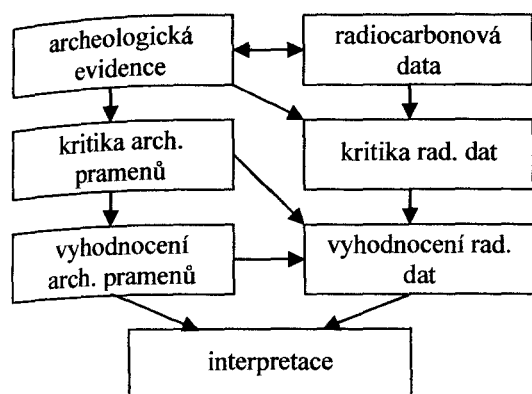 archeologická
evidence
radiocarbonová
data
kritika arch.
pramenů
kritika rad. dat
vyhodnocení
arch. pramenů
vyhodnocení rad.
dat
interpretace